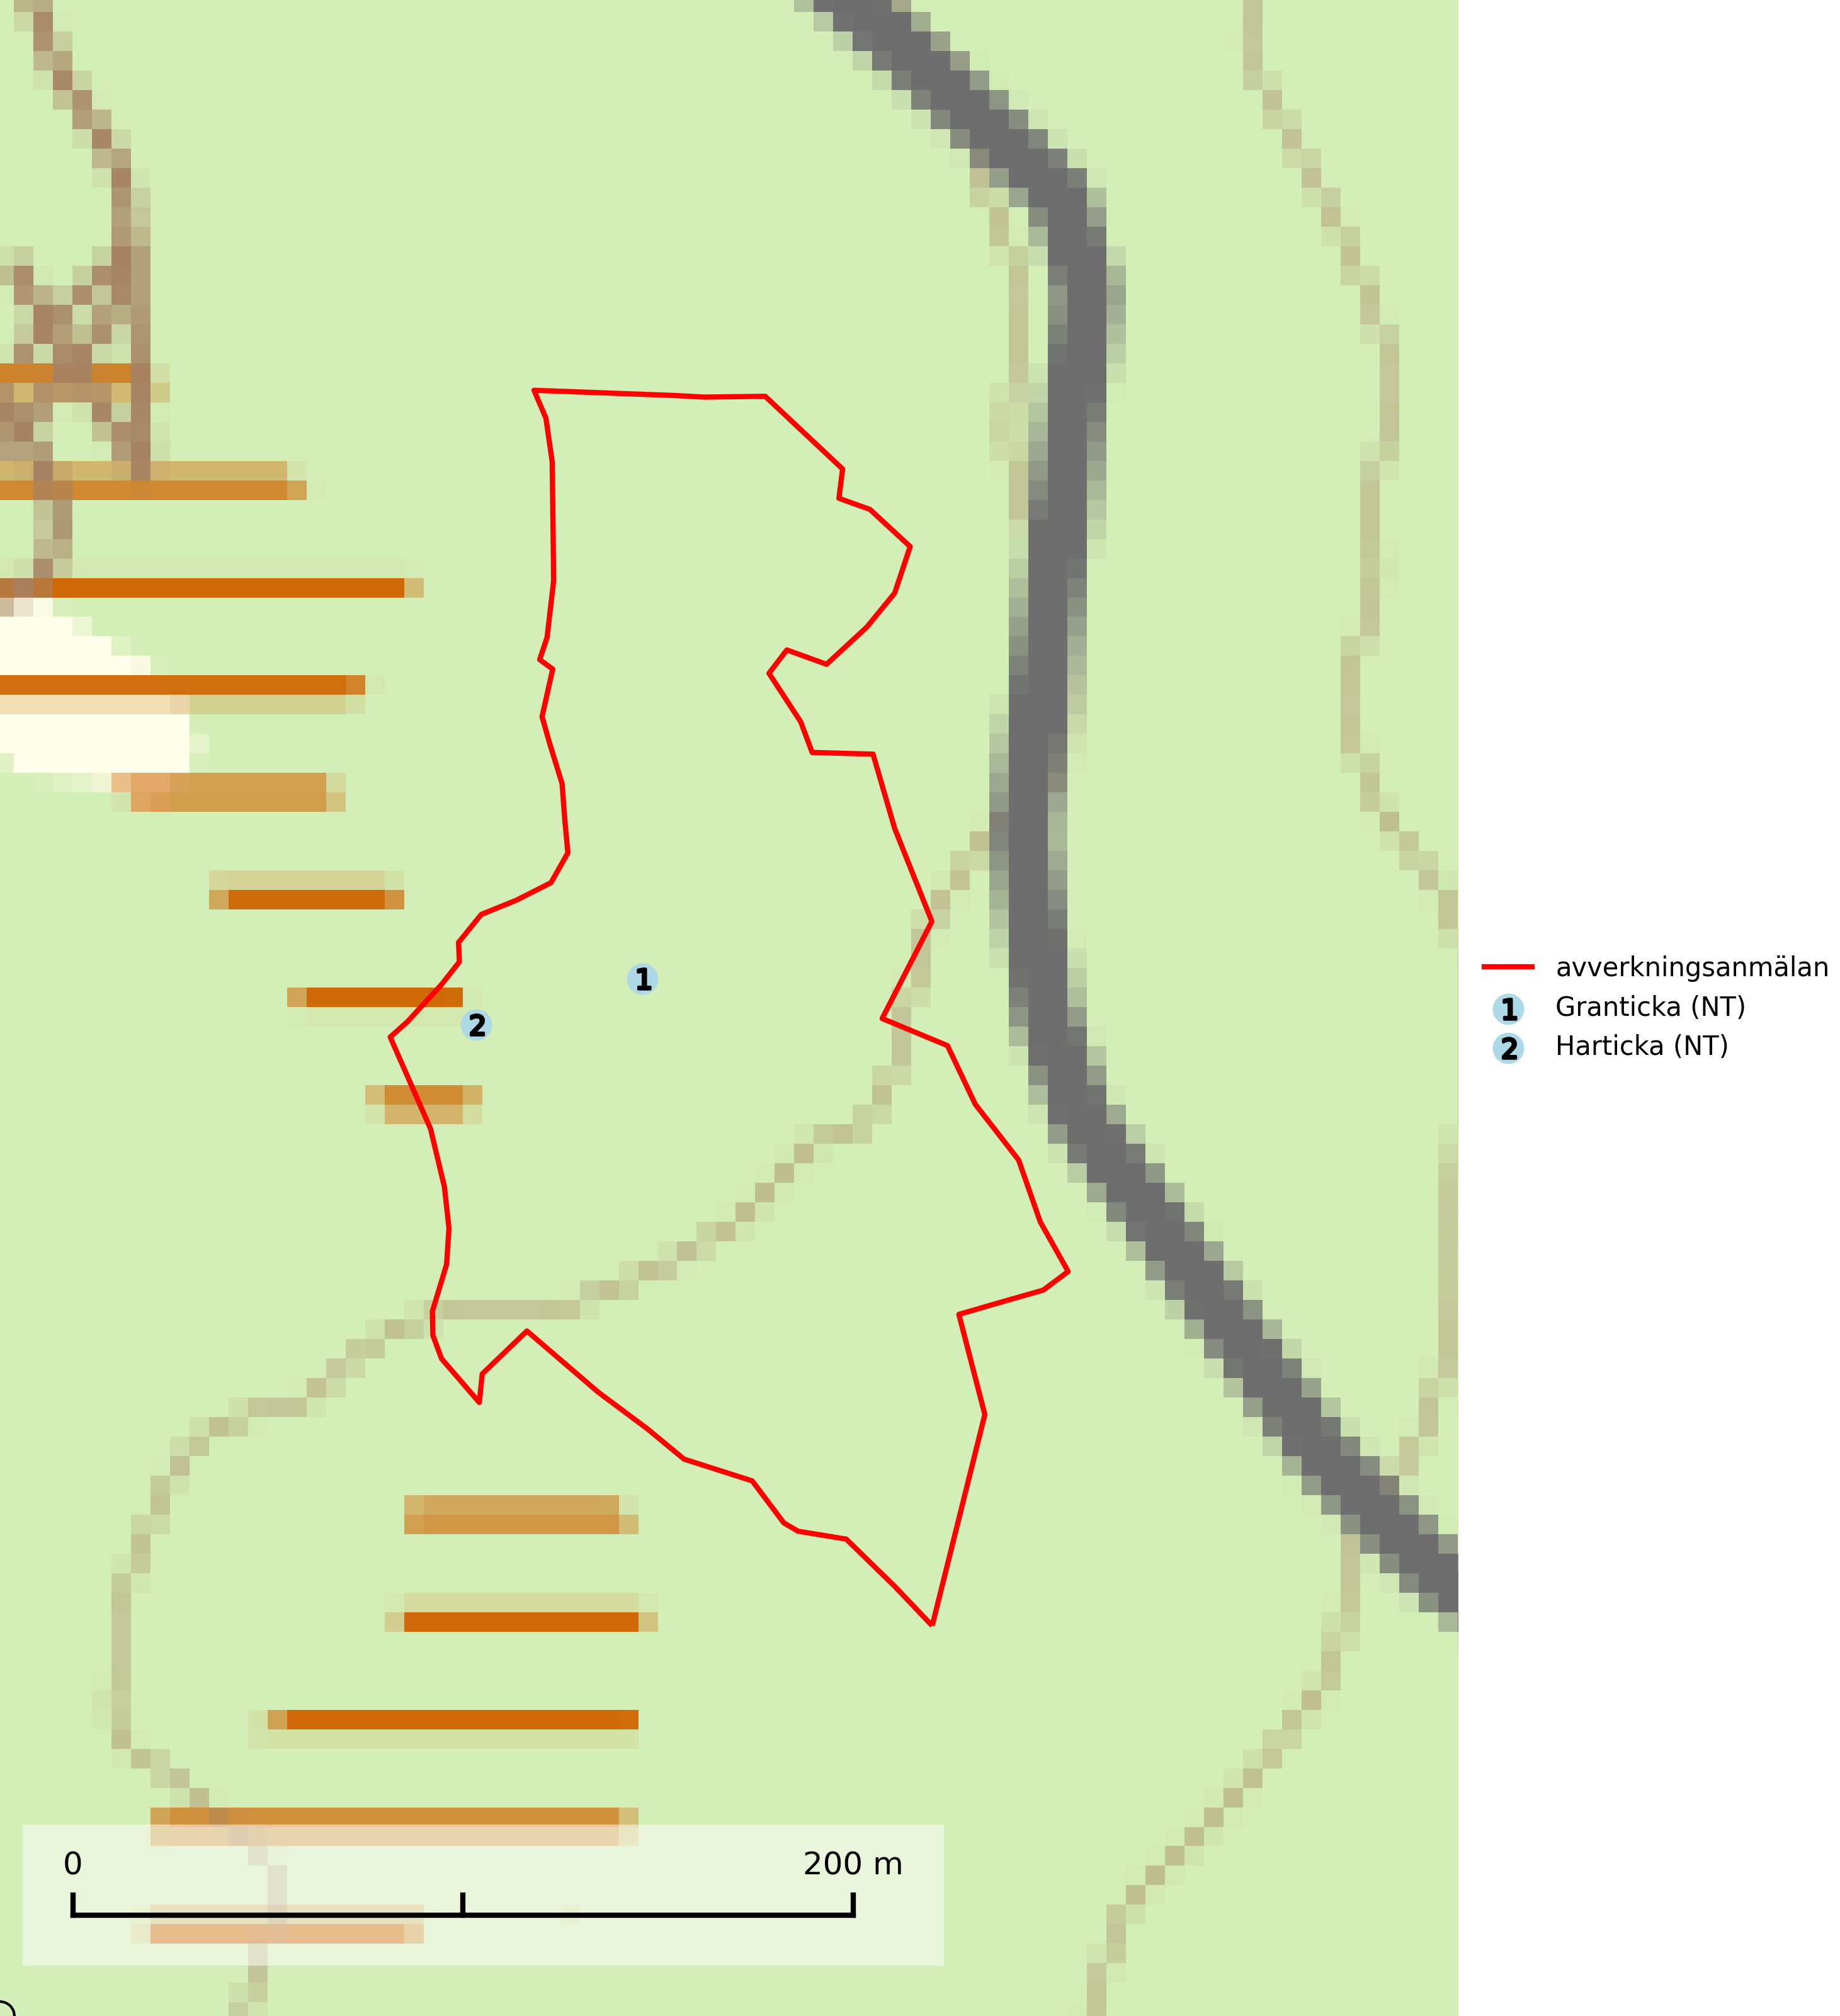 1
2
avverkningsanmälan
1 Granticka (NT)
2 Harticka (NT)
0 200 m